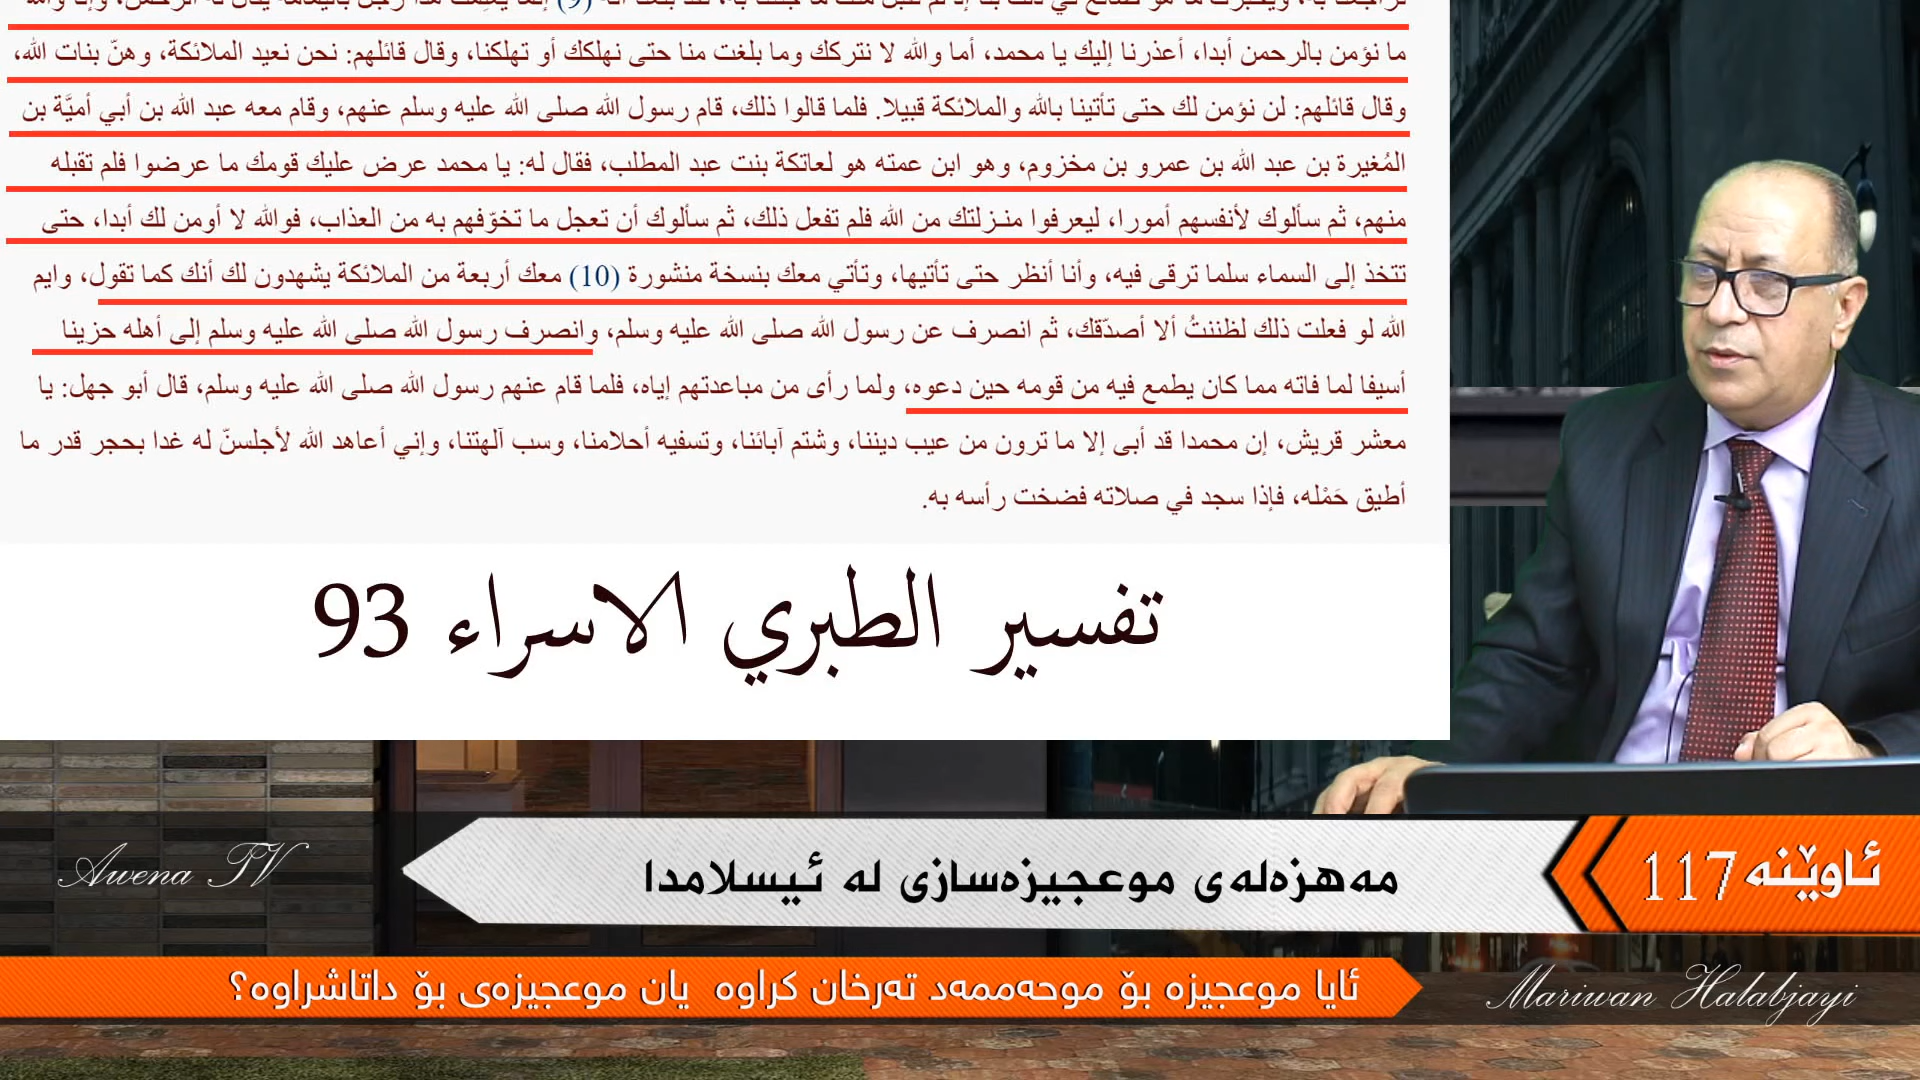 ما نؤمن بالرحمن أبدا، أعذرنا إليك يا محمد، أما والله لا نتركك وما بلغت منا حتى نهلكك أو تهلكنا، وقال قائلهم: نحن نعبد الملائكة، وهنّ بنات الله،
وقال قائلهم: لن نؤمن لك حتى تأتينا بالله والملائكة قبيلا. فلما قالوا ذلك، قام رسول الله صلى الله عليه وسلم عنهم، وقام معه عبد الله بن أبي أميَّة بن
المُغيرة بن عبد الله بن عمرو بن مخزوم، وهو ابن عمته هو لعاتكة بنت عبد المطلب، فقال له: يا محمد عرض عليك قومك ما عرضوا فلم تقبله
منهم، ثم سألوك لأنفسهم أمورا، ليعرفوا منـزلتك من الله فلم تفعل ذلك، ثم سألوك أن تعجل ما تخوّفهم به من العذاب، فوالله لا أومن لك أبدا، حتى
تتخذ إلى السماء سلما ترقى فيه، وأنا أنظر حتى تأتيها، وتأتي معك بنسخة منشورة (10) معك أربعة من الملائكة يشهدون لك أنك كما تقول، وايم
الله لو فعلت ذلك لظننتُ ألا أصدّقك، ثم انصرف عن رسول الله صلى الله عليه وسلم، وانصرف رسول الله صلى الله عليه وسلم إلى أهله حزينا
أسيفا لما فاته مما كان يطمع فيه من قومه حين دعوه، ولما رأى من مباعدتهم إياه، فلما قام عنهم رسول الله صلى الله عليه وسلم، قال أبو جهل: يا
معشر قريش، إن محمدا قد أبى إلا ما ترون من عيب ديننا، وشتم آبائنا، وتسفيه أحلامنا، وسب آلهتنا، وإني أعاهد الله لأجلسنّ له غدا بحجر قدر ما
أطيق حَمْله، فإذا سجد في صلاته فضخت رأسه به.
تفسير الطبري الاسراء 93
ئاوێنە 117
مەهزەلەی موعجیزەسازی لە ئیسلامدا
Awena TV
ئایا موعجیزە بۆ موحەممەد تەرخان کراوە یان موعجیزەی بۆ داتاشراوە؟
Mariwan Halabjayi